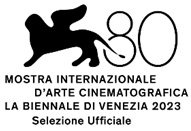 80
MOSTRA INTERNAZIONALE
D'ARTE CINEMATOGRAFICA
LA BIENNALE DI VENEZIA 2023
Selezione Ufficiale